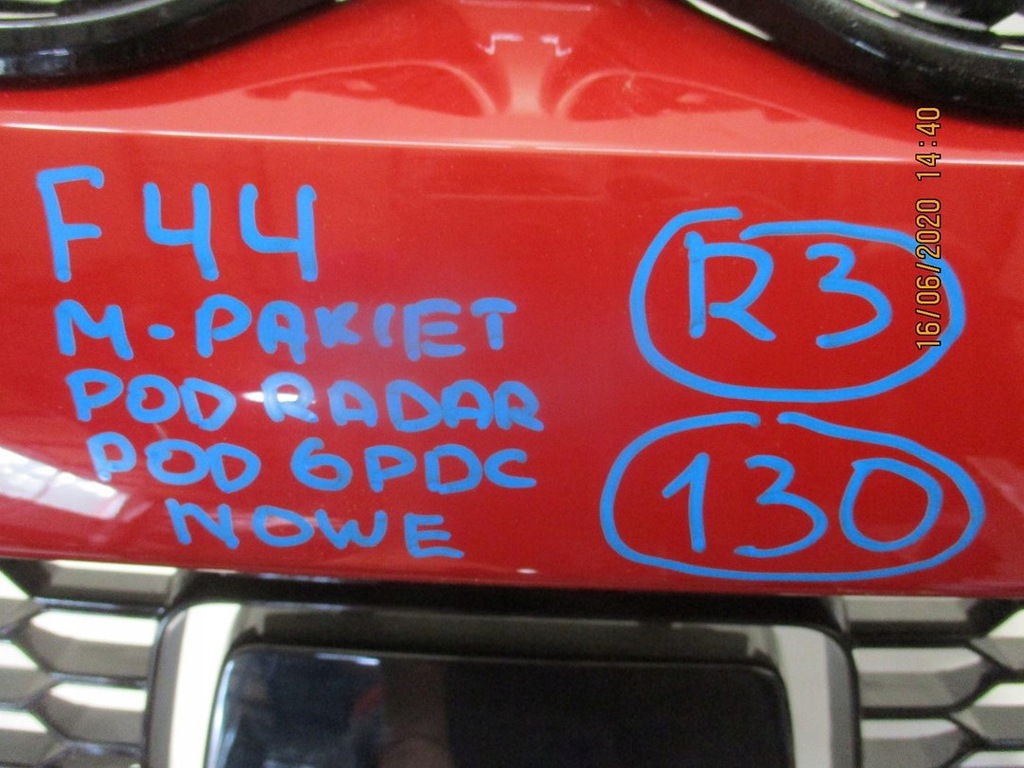 F44
M-PAKIET
POD RADAR
POD 6PDC
NOWE
R3
130
16/06/2020 14:40